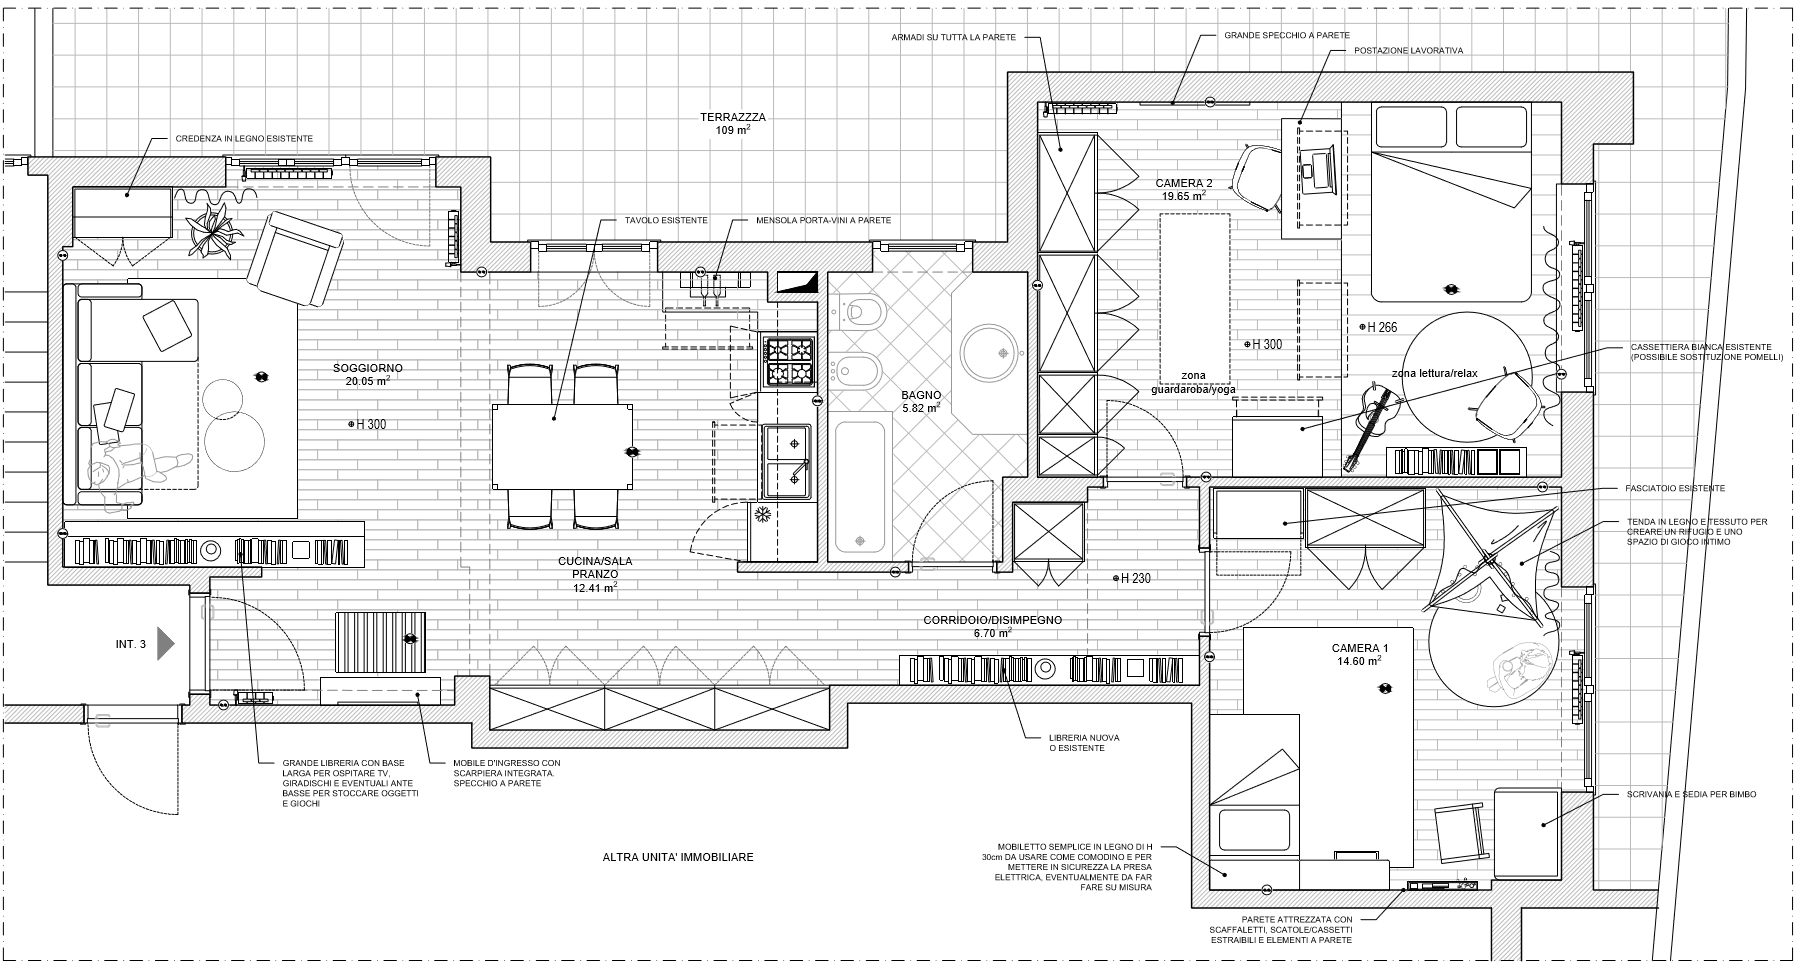 ARMADI SU TUTTA LA PARETE
GRANDE SPECCHIO A PARETE
POSTAZIONE LAVORATIVA
TERRAZZZA
109 m²
CREDENZA IN LEGNO ESISTENTE
CAMERA 2
19.65 m²
TAVOLO ESISTENTE
MENSOLA PORTA-VINI A PARETE
H 266
H 300
CASSETTIERA BIANCA ESISTENTE
(POSSIBILE SOSTITUZIONE POMELLI)
SOGGIORNO
20.05 m²
zona
guardaroba/yoga
zona lettura/relax
BAGNO
5.82 m²
H 300
FASCIATOIO ESISTENTE
TENDA IN LEGNO E TESSUTO PER
CREARE UN RIFUGIO E UNO
SPAZIO DI GIOCO INTIMO
CUCINA/SALA
PRANZO
12.41 m²
H 230
CORRIDOIO/DISIMPEGNO
6.70 m²
INT. 3
CAMERA 1
14.60 m²
LIBRERIA NUOVA
O ESISTENTE
GRANDE LIBRERIA CON BASE
LARGA PER OSPITARE TV,
GIRADISCHI E EVENTUALI ANTE
BASSE PER STOCCARE OGGETTI
E GIOCHI
MOBILE D'INGRESSO CON
SCARPIERA INTEGRATA.
SPECCHIO A PARETE
SCRIVANIA E SEDIA PER BIMBO
ALTRA UNITA' IMMOBILIARE
MOBILETTO SEMPLICE IN LEGNO DI H
30cm DA USARE COME COMODINO E PER
METTERE IN SICUREZZA LA PRESA
ELETTRICA, EVENTUALMENTE DA FAR
FARE SU MISURA
PARETE ATTREZZATA CON
SCAFFALETTI, SCATOLE/CASSETTI
ESTRAIBILI E ELEMENTI A PARETE